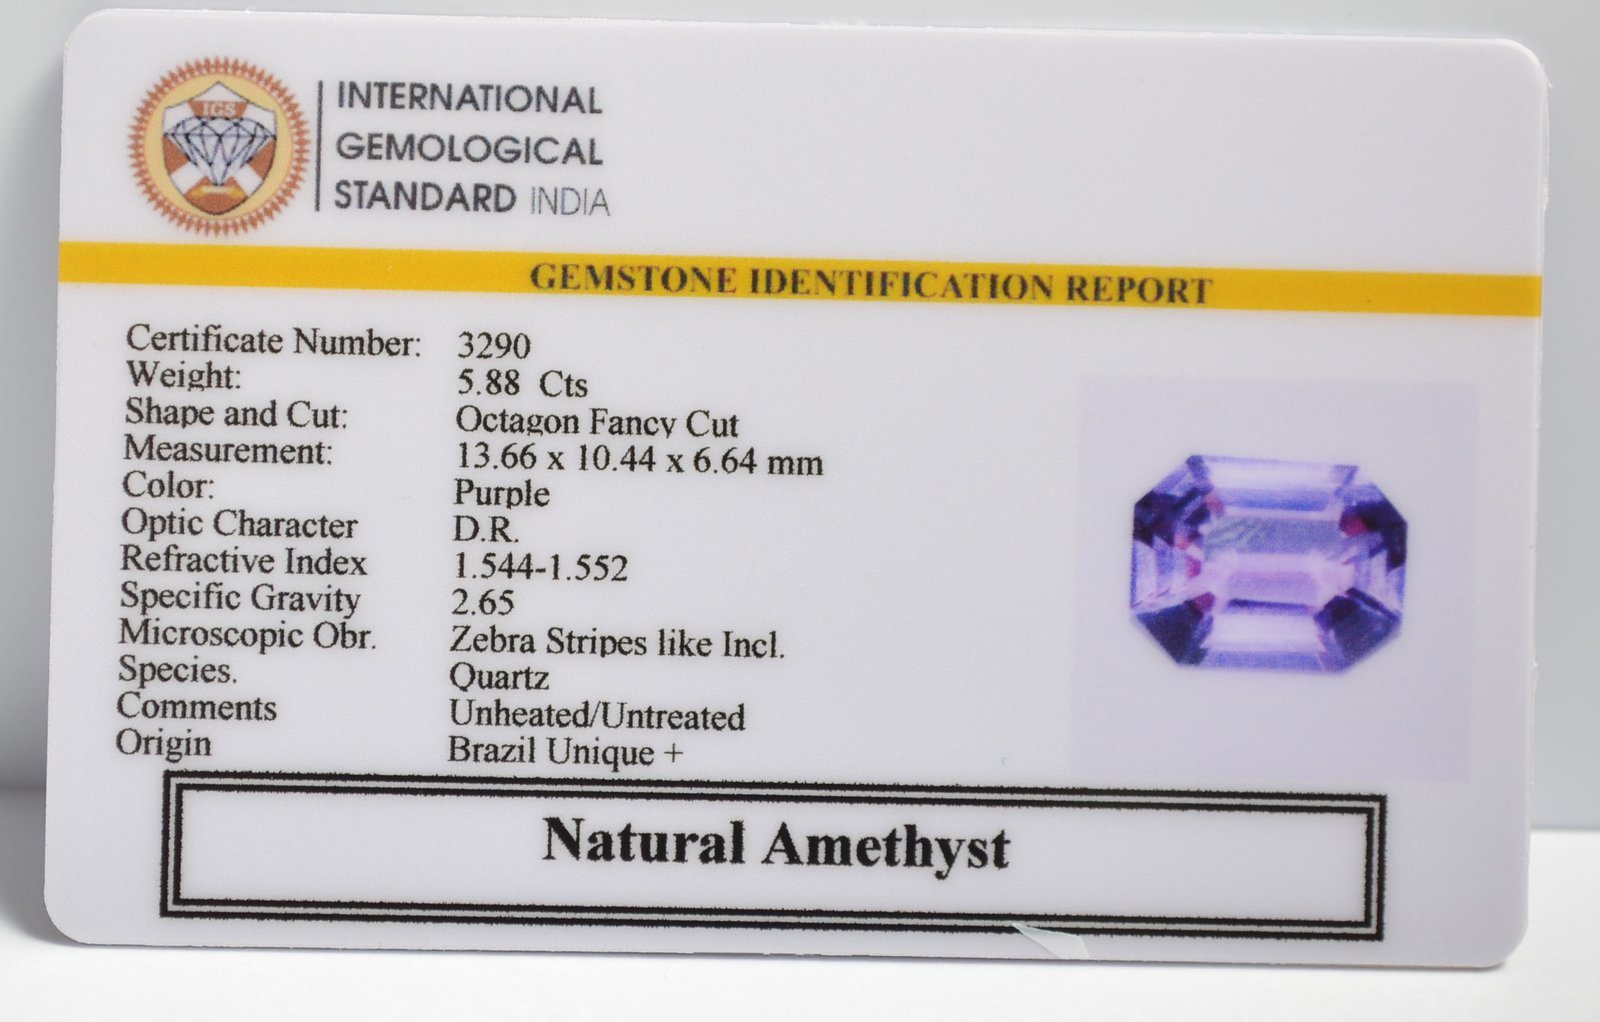 IGS
INTERNATIONAL
GEMOLOGICAL
STANDARD INDIA
GEMSTONE IDENTIFICATION REPORT
Certificate Number: 3290
Weight: 5.88 Cts
Shape and Cut: Octagon Fancy Cut
Measurement: 13.66 x 10.44 x 6.64 mm
Color: Purple
Optic Character D.R.
Refractive Index 1.544-1.552
Specific Gravity 2.65
Microscopic Obr. Zebra Stripes like Incl.
Species. Quartz
Comments Unheated/Untreated
Origin Brazil Unique +
Natural Amethyst